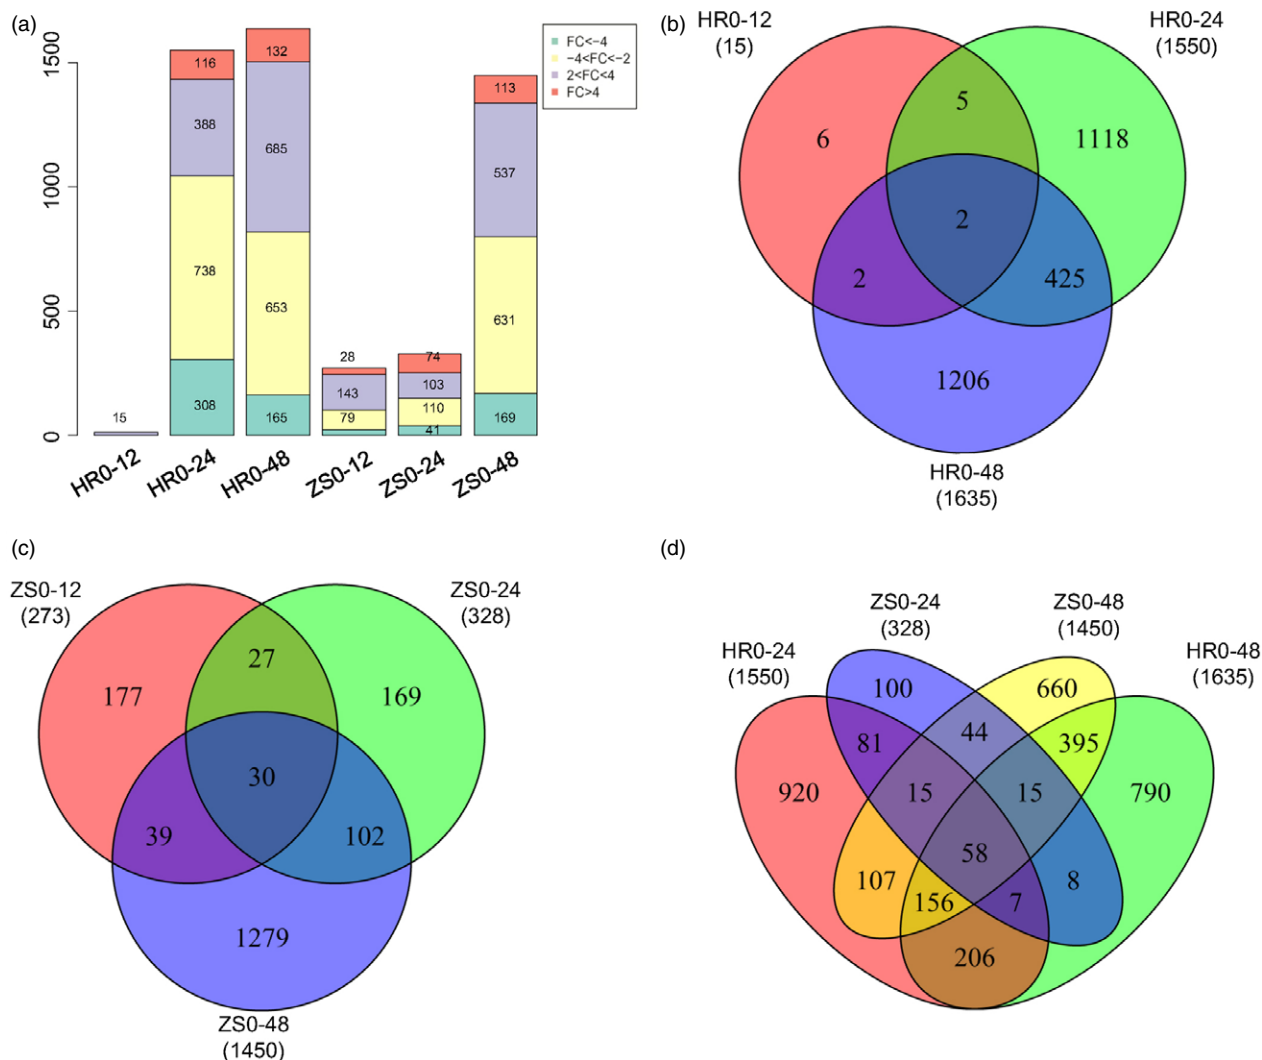 (a)
1500
1000
500
0
15
116
388
738
308
132
685
653
165
28
143
79
74
103
110
41
113
537
631
169
HR0-12
HR0-24
HR0-48
ZS0-12
ZS0-24
ZS0-48
FC<-4
-4<FC<-2
2<FC<4
FC>4
(b)
HR0-12
(15)
HR0-24
(1550)
5
6
1118
2
2
425
1206
HR0-48
(1635)
(c)
ZS0-12
(273)
ZS0-24
(328)
27
177
169
30
39
102
1279
ZS0-48
(1450)
(d)
ZS0-24
(328)
ZS0-48
(1450)
HR0-24
(1550)
HR0-48
(1635)
100
660
81
44
395
920
15
15
790
58
107
8
156
7
206